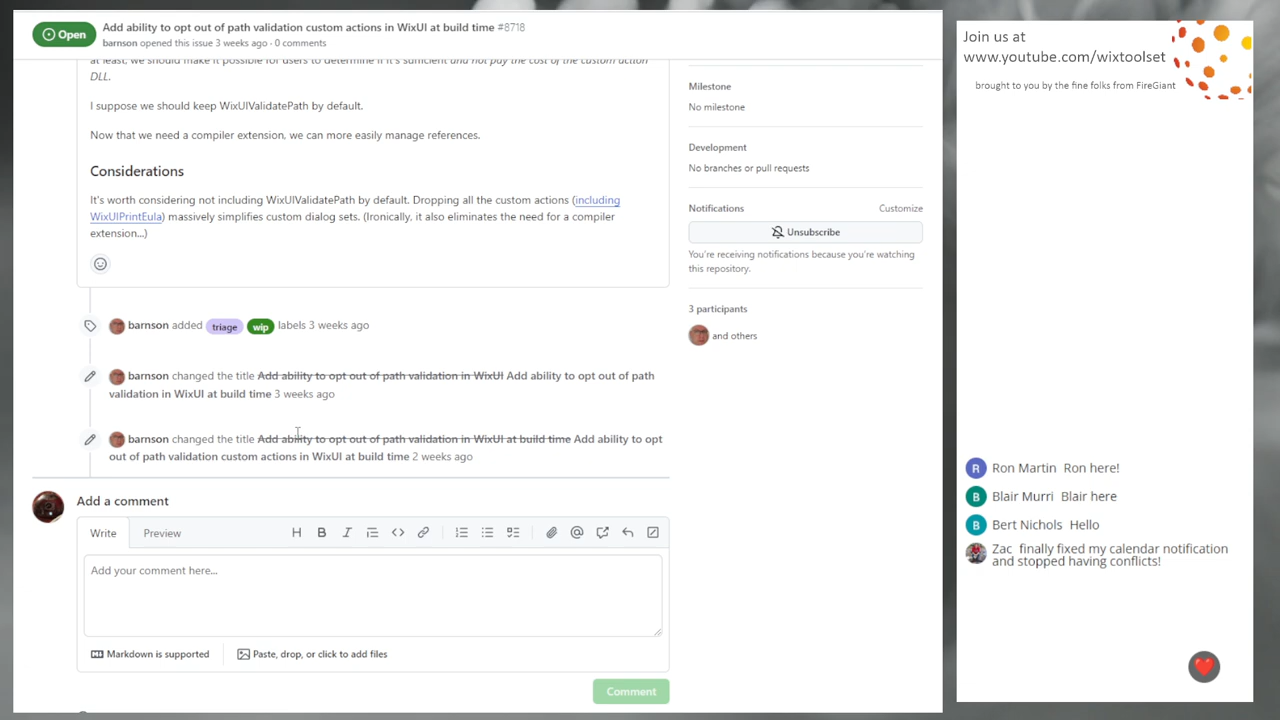 Open
Add ability to opt out of path validation custom actions in WixUI at build time #8718
barnson opened this issue 3 weeks ago · 0 comments
at least, we should make it possible for users to determine if it's sufficient and not pay the cost of the custom action
DLL.
I suppose we should keep WixUIValidatePath by default.
Now that we need a compiler extension, we can more easily manage references.
Considerations
It's worth considering not including WixUIValidatePath by default. Dropping all the custom actions (including
WixUIPrintEula) massively simplifies custom dialog sets. (Ironically, it also eliminates the need for a compiler
extension...)
barnson added triage wip labels 3 weeks ago
barnson changed the title Add ability to opt out of path validation in WixUI Add ability to opt out of path
validation in WixUI at build time 3 weeks ago
barnson changed the title Add ability to opt out of path validation in WixUI at build time Add ability to opt
out of path validation custom actions in WixUI at build time 2 weeks ago
Add a comment
Write
Preview
Add your comment here...
Markdown is supported
Paste, drop, or click to add files
Comment
Milestone
No milestone
Development
No branches or pull requests
Notifications
Customize
Unsubscribe
You're receiving notifications because you're watching
this repository.
3 participants
and others
Join us at
www.youtube.com/wixtoolset
brought to you by the fine folks from FireGiant
R Ron Martin Ron here!
B Blair Murri Blair here
B Bert Nichols Hello
Zac finally fixed my calendar notification
and stopped having conflicts!